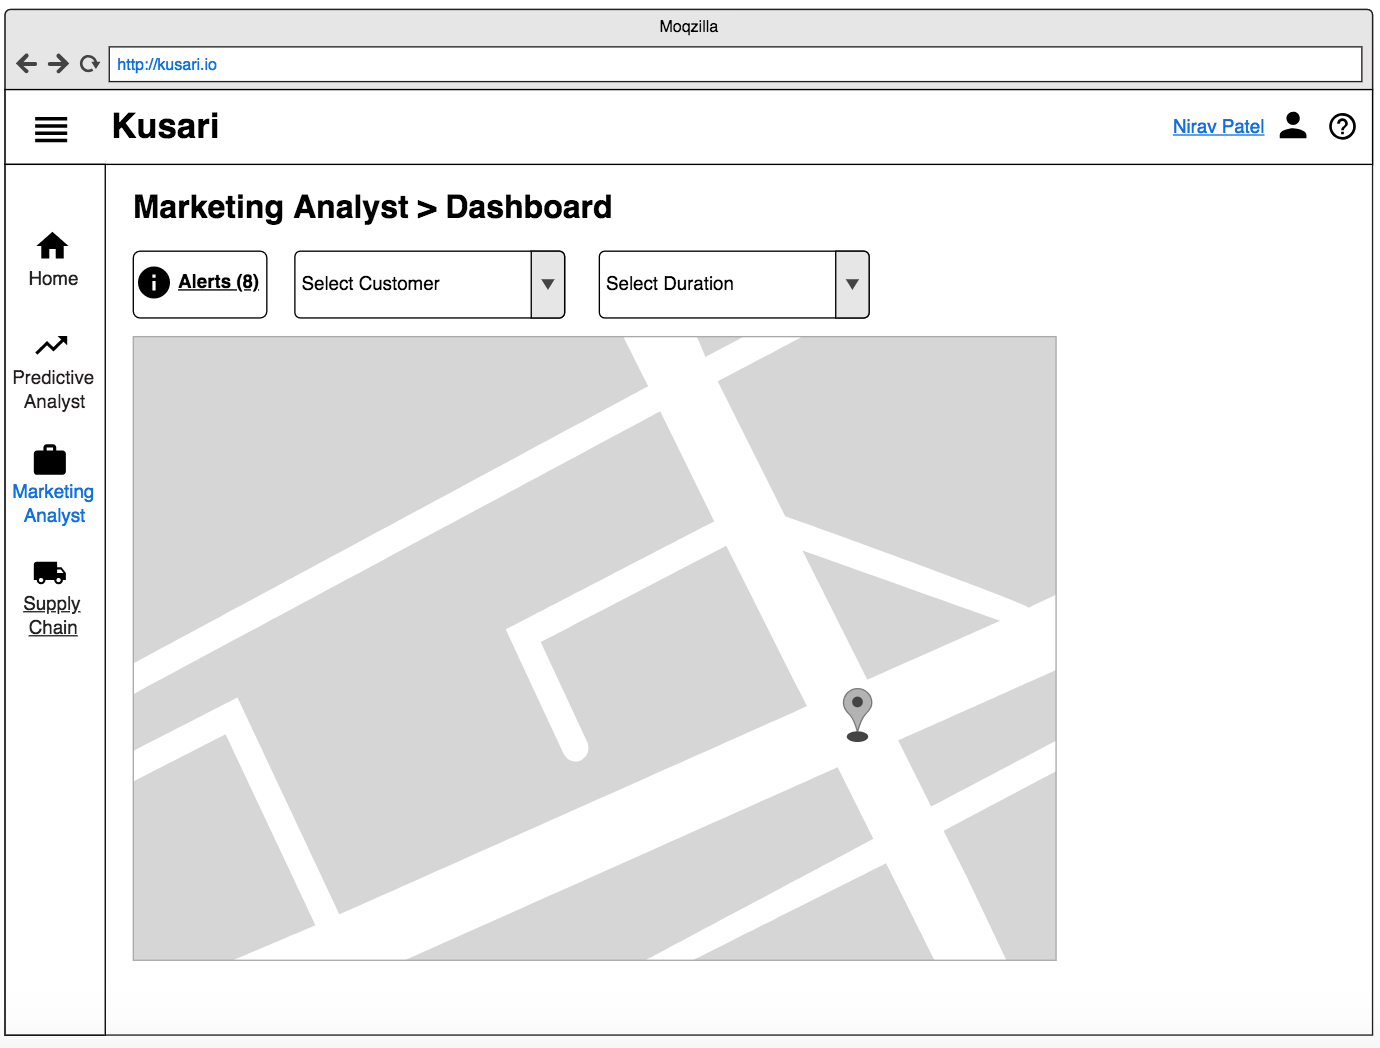 Moqzilla
http://kusari.io
Kusari
Nirav Patel
Marketing Analyst > Dashboard
Alerts (8)
Select Customer
Select Duration
Home
Predictive
Analyst
Marketing
Analyst
Supply
Chain